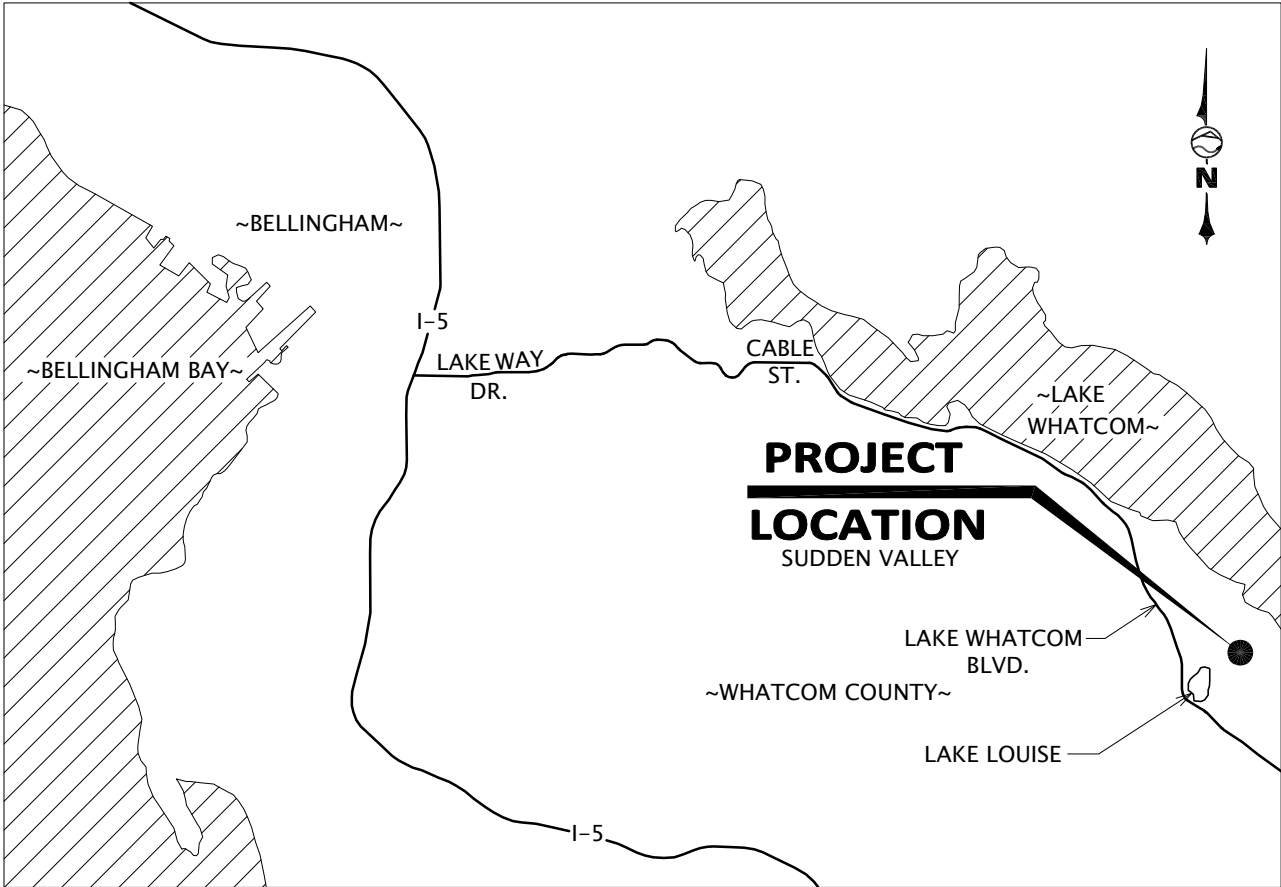 N
~BELLINGHAM~
I-5
~BELLINGHAM BAY~
LAKE WAY
DR.
CABLE
ST.
~LAKE
WHATCOM~
PROJECT
LOCATION
SUDDEN VALLEY
LAKE WHATCOM
BLVD.
~WHATCOM COUNTY~
LAKE LOUISE
I-5